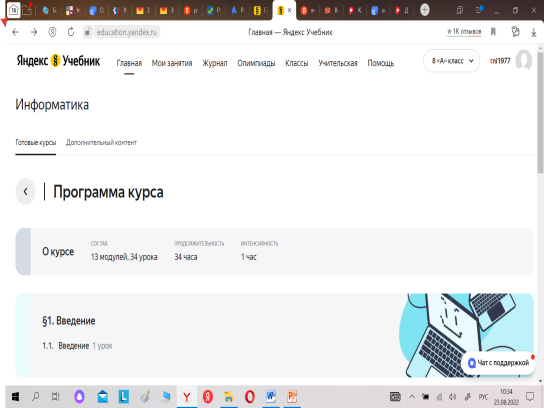 education.yandex.ru
Главная — Яндекс Учебник
1К отзывов
Яндекс § Учебник
Главная Мои занятия Журнал Олимпиады Классы Учительская Помощь
8 «А» класс
tni1977
Информатика
Готовые курсы Дополнительный контент
Программа курса
О курсе
СОСТАВ ПРОДОЛЖИТЕЛЬНОСТЬ ИНТЕНСИВНОСТЬ
13 модулей, 34 урока 34 часа 1 час
§1. Введение
1.1. Введение 1 урок
Чат с поддержкой
РУС
10:34
23.08.2022